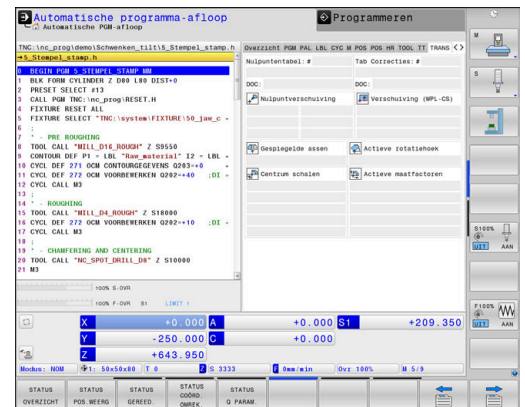 Automatische programma-afloop
Automatische PGM-afloop
Programmeren
TNC:\nc_prog\demo\Schwenken_tilt\5_Stempel_stamp.h
→5_Stempel_stamp.h
0 BEGIN PGM 5_STEMPEL_STAMP MM
1 BLK FORM CYLINDER Z D80 L80 DIST+0
2 PRESET SELECT #13
3 CALL PGM TNC:\nc_prog\RESET.H
4 FIXTURE RESET ALL
5 FIXTURE SELECT "TNC:\system\FIXTURE\50_jaw_c
6 ;
7 * - PRE ROUGHING
8 TOOL CALL "MILL_D16_ROUGH" Z S9550
9 CONTOUR DEF P1 = LBL "Raw_material" I2 = LBL
10 CYCL DEF 271 OCM CONTOURGEGEVENS Q203=+0
11 CYCL DEF 272 OCM VOORBEWERKEN Q202=+40 ;DI
12 CYCL CALL M3
13 ;
14 * - ROUGHING
15 TOOL CALL "MILL_D4_ROUGH" Z S18000
16 CYCL DEF 272 OCM VOORBEWERKEN Q202=+10 ;DI
17 CYCL CALL M3
18 ;
19 * - CHAMFERING AND CENTERING
20 TOOL CALL "NC_SPOT_DRILL_D8" Z S10000
21 M3
Overzicht PGM PAL LBL CYC M POS POS HR TOOL TT TRANS
Nulpuntentabel: #
Tab Correcties: #
DOC:
DOC:
Nulpuntverschuiving
Verschuiving (WPL-CS)
Gespiegelde assen
Actieve rotatiehoek
Centrum schalen
Actieve maatfactoren
100% S-OVR
100% F-OVR S1 LIMIT 1
X +0.000 A +0.000 S1 +209.350
Y -250.000 C +0.000
Z +643.950
Modus: NOM 1: 50x50x80 T 0 Z S 3333 F 0mm/min Ovr 100% M 5/9
M
S
S100%
UIT AAN
F100%
UIT AAN
STATUS OVERZICHT
STATUS POS.WEERG
STATUS GEREED.
STATUS COÖRD. OMREK.
STATUS Q PARAM.